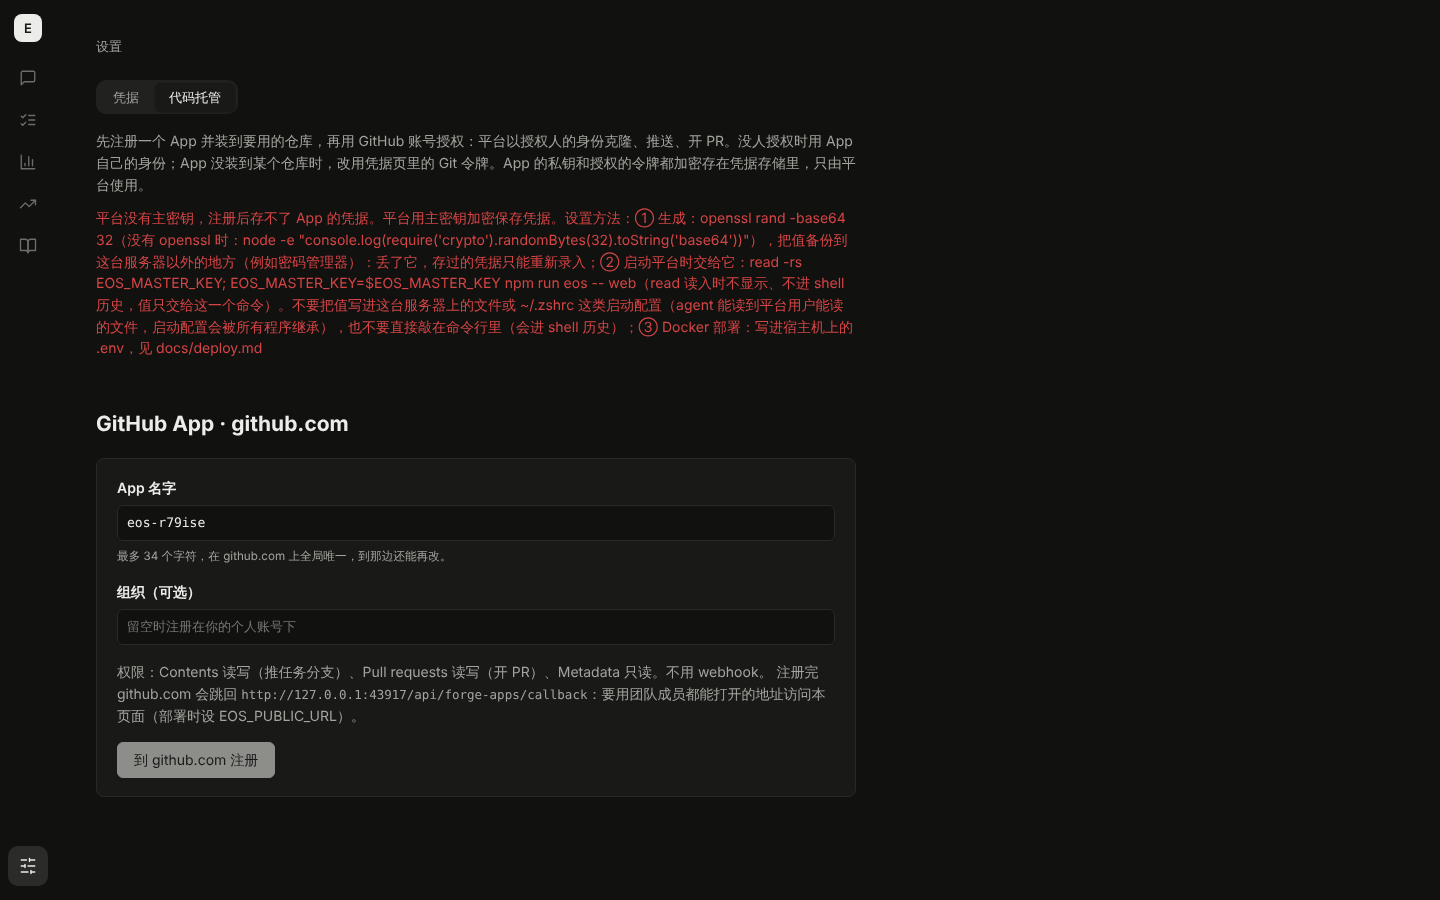 E
设置
凭据
代码托管
先注册一个 App 并装到要用的仓库，再用 GitHub 账号授权：平台以授权人的身份克隆、推送、开 PR。没人授权时用 App
自己的身份；App 没装到某个仓库时，改用凭据页里的 Git 令牌。App 的私钥和授权的令牌都加密存在凭据存储里，只由平
台使用。
平台没有主密钥，注册后存不了 App 的凭据。平台用主密钥加密保存凭据。设置方法：① 生成：openssl rand -base64
32（没有 openssl 时：node -e "console.log(require('crypto').randomBytes(32).toString('base64'))"），把值备份到
这台服务器以外的地方（例如密码管理器）：丢了它，存过的凭据只能重新录入；② 启动平台时交给它：read -rs
EOS_MASTER_KEY; EOS_MASTER_KEY=$EOS_MASTER_KEY npm run eos -- web（read 读入时不显示、不进 shell
历史，值只交给这一个命令）。不要把值写进这台服务器上的文件或 ~/.zshrc 这类启动配置（agent 能读到平台用户能读
的文件，启动配置会被所有程序继承），也不要直接敲在命令行里（会进 shell 历史）；③ Docker 部署：写进宿主机上的
.env，见 docs/deploy.md
GitHub App · github.com
App 名字
eos-r79ise
最多 34 个字符，在 github.com 上全局唯一，到那边还能再改。
组织（可选）
留空时注册在你的个人账号下
权限：Contents 读写（推任务分支）、Pull requests 读写（开 PR）、Metadata 只读。不用 webhook。 注册完
github.com 会跳回 http://127.0.0.1:43917/api/forge-apps/callback：要用团队成员都能打开的地址访问本
页面（部署时设 EOS_PUBLIC_URL）。
到 github.com 注册